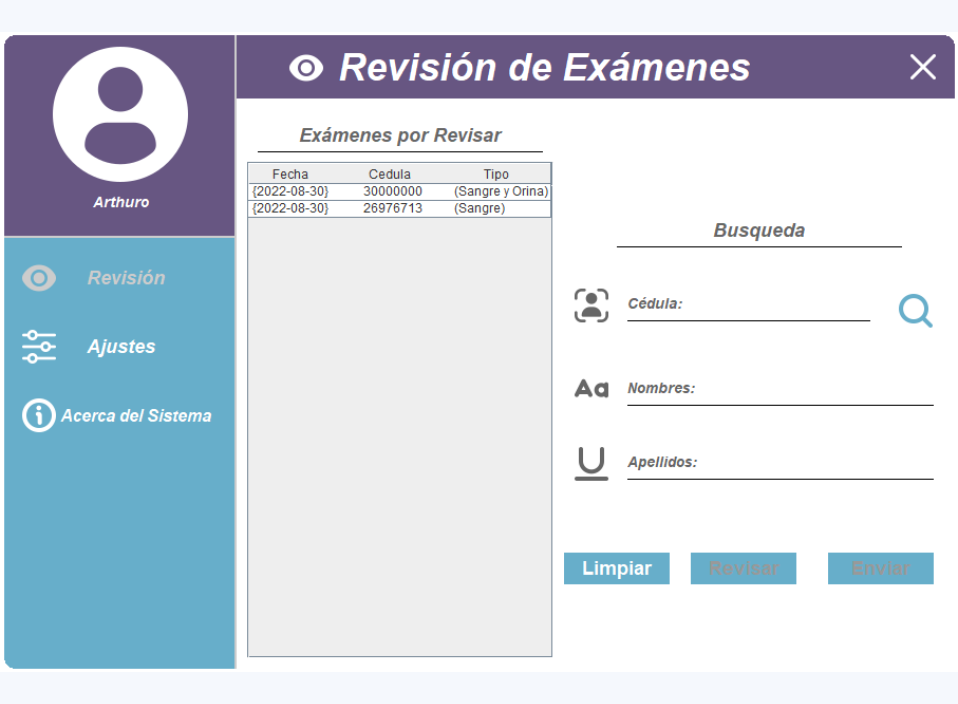 Revisión de Exámenes
Arthuro
Revisión
Ajustes
Acerca del Sistema
Exámenes por Revisar
Fecha Cedula Tipo
{2022-08-30} 30000000 (Sangre y Orina)
{2022-08-30} 26976713 (Sangre)
Busqueda
Cédula:
Aa Nombres:
U Apellidos:
Limpiar Revisar Enviar